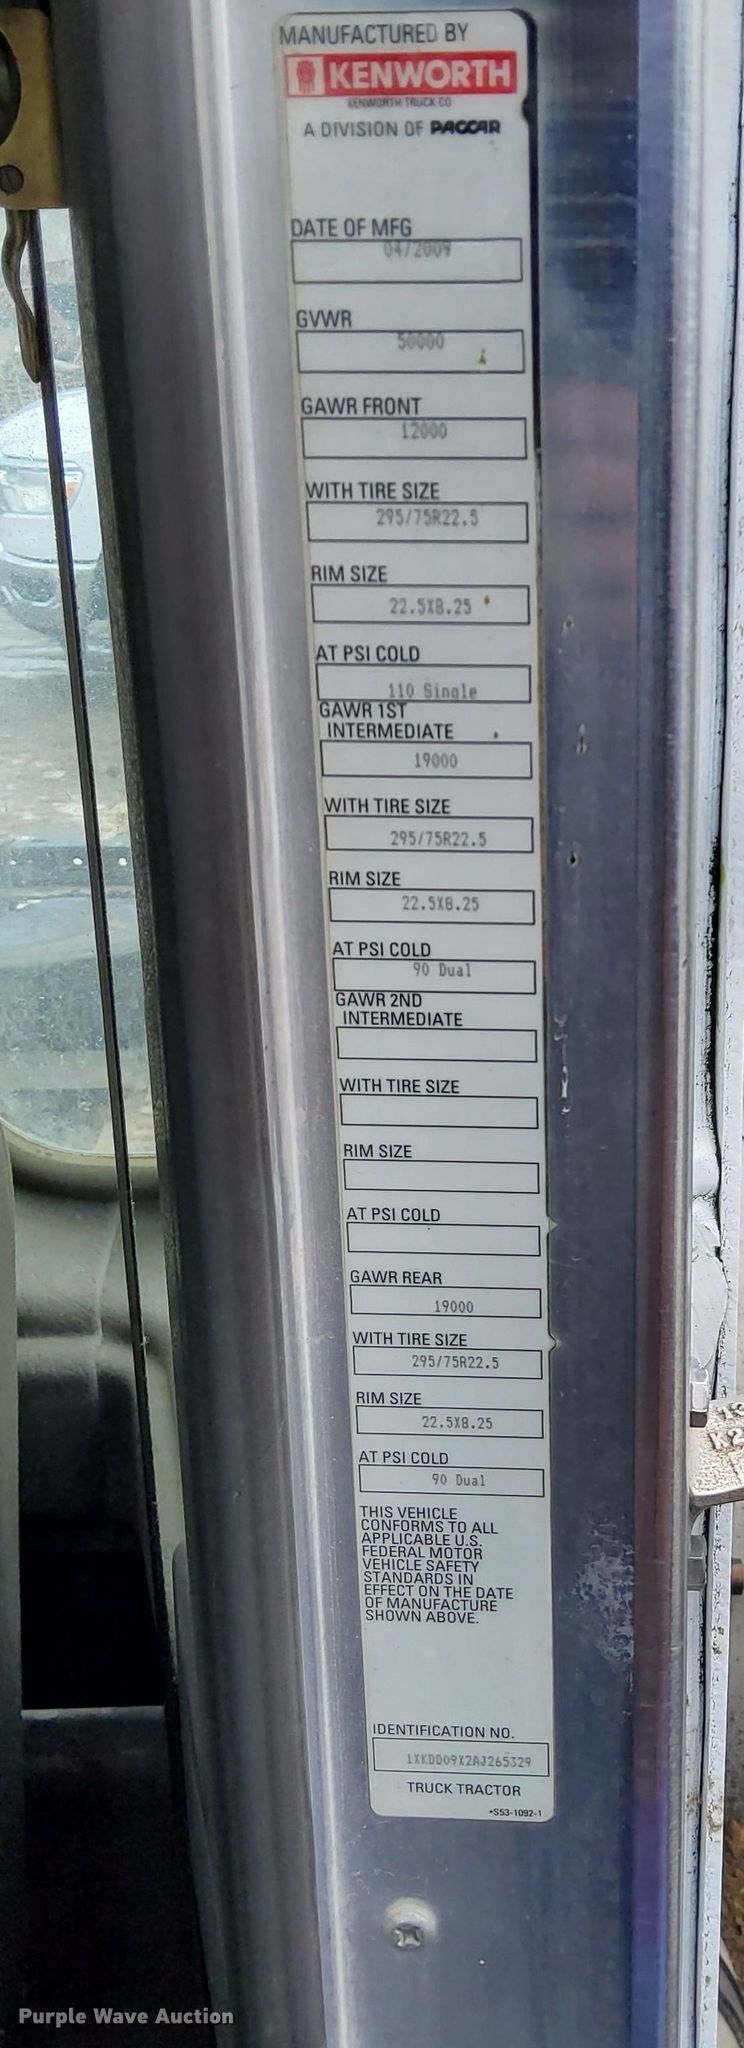 MANUFACTURED BY
KENWORTH
KENWORTH TRUCK CO
A DIVISION OF PACCAR
DATE OF MFG
04/2009
GVWR
50000
GAWR FRONT
12000
WITH TIRE SIZE
295/75R22.5
RIM SIZE
22.5X8.25
AT PSI COLD
110 Single
GAWR 1ST
INTERMEDIATE
19000
WITH TIRE SIZE
295/75R22.5
RIM SIZE
22.5X8.25
AT PSI COLD
90 Dual
GAWR 2ND
INTERMEDIATE
WITH TIRE SIZE
RIM SIZE
AT PSI COLD
GAWR REAR
19000
WITH TIRE SIZE
295/75R22.5
RIM SIZE
22.5X8.25
AT PSI COLD
90 Dual
THIS VEHICLE
CONFORMS TO ALL
APPLICABLE U.S.
FEDERAL MOTOR
VEHICLE SAFETY
STANDARDS IN
EFFECT ON THE DATE
OF MANUFACTURE
SHOWN ABOVE.
IDENTIFICATION NO.
1XKDD09X2AJ265329
TRUCK TRACTOR
*S53-1092-1
Purple Wave Auction